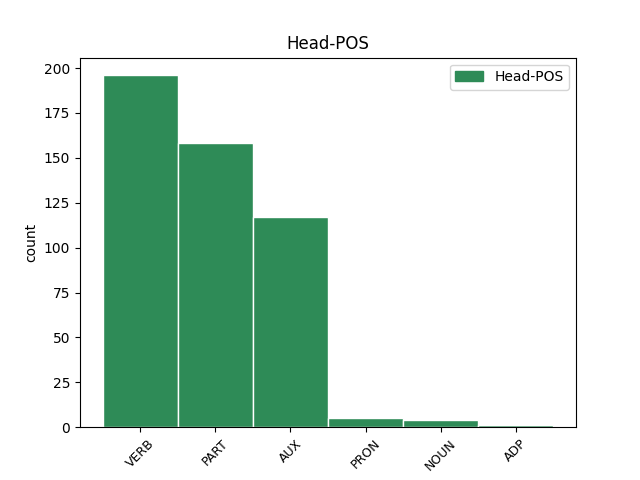 Head-POS
Head-POS
200
175
150
125
100
75
50
25
0
count
VERB
PART
AUX
PRON
NOUN
ADP